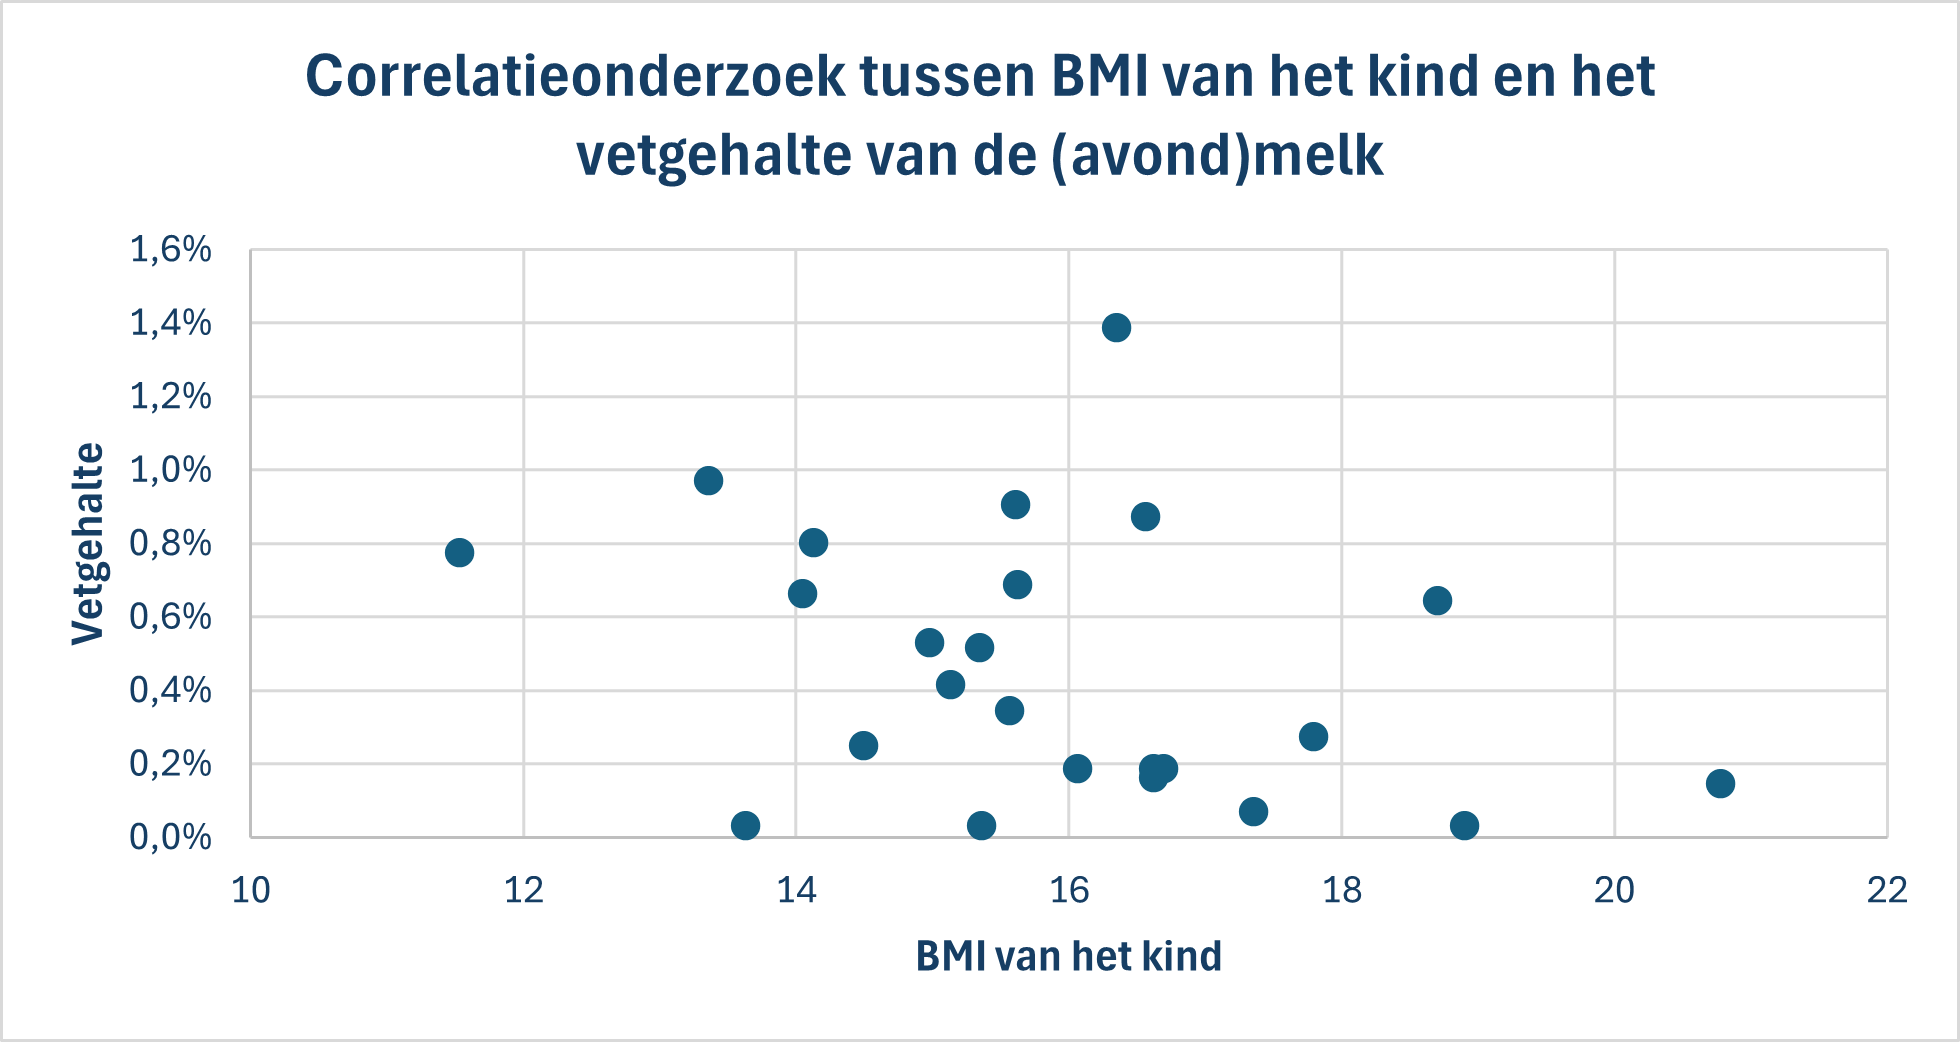 Correlatieonderzoek tussen BMI van het kind en het
vetgehalte van de (avond)melk
1,6%
1,4%
1,2%
1,0%
0,8%
0,6%
0,4%
0,2%
0,0%
Vetgehalte
10 12 14 16 18 20 22
BMI van het kind